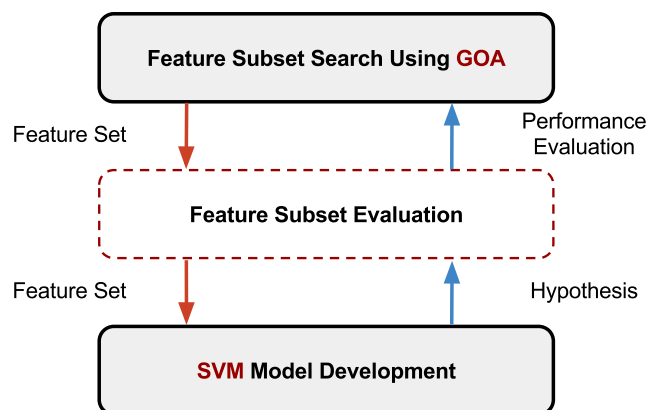 Feature Subset Search Using GOA
Feature Set
Performance
Evaluation
Feature Subset Evaluation
Feature Set
Hypothesis
SVM Model Development